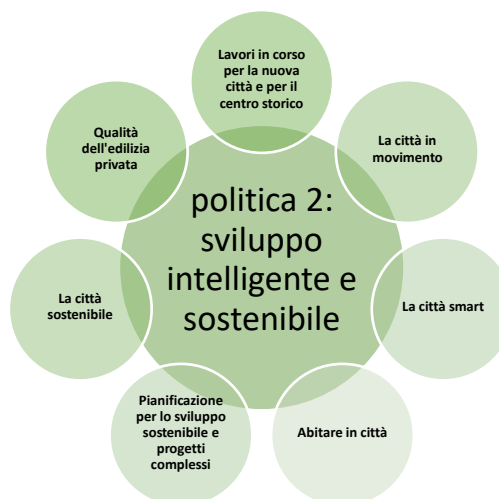 Lavori in corso
per la nuova
città e per il
centro storico
La città in
movimento
La città smart
Abitare in città
Pianificazione
per lo sviluppo
sostenibile e
progetti
complessi
La città
sostenibile
Qualità
dell'edilizia
privata
politica 2:
sviluppo
intelligente e
sostenibile